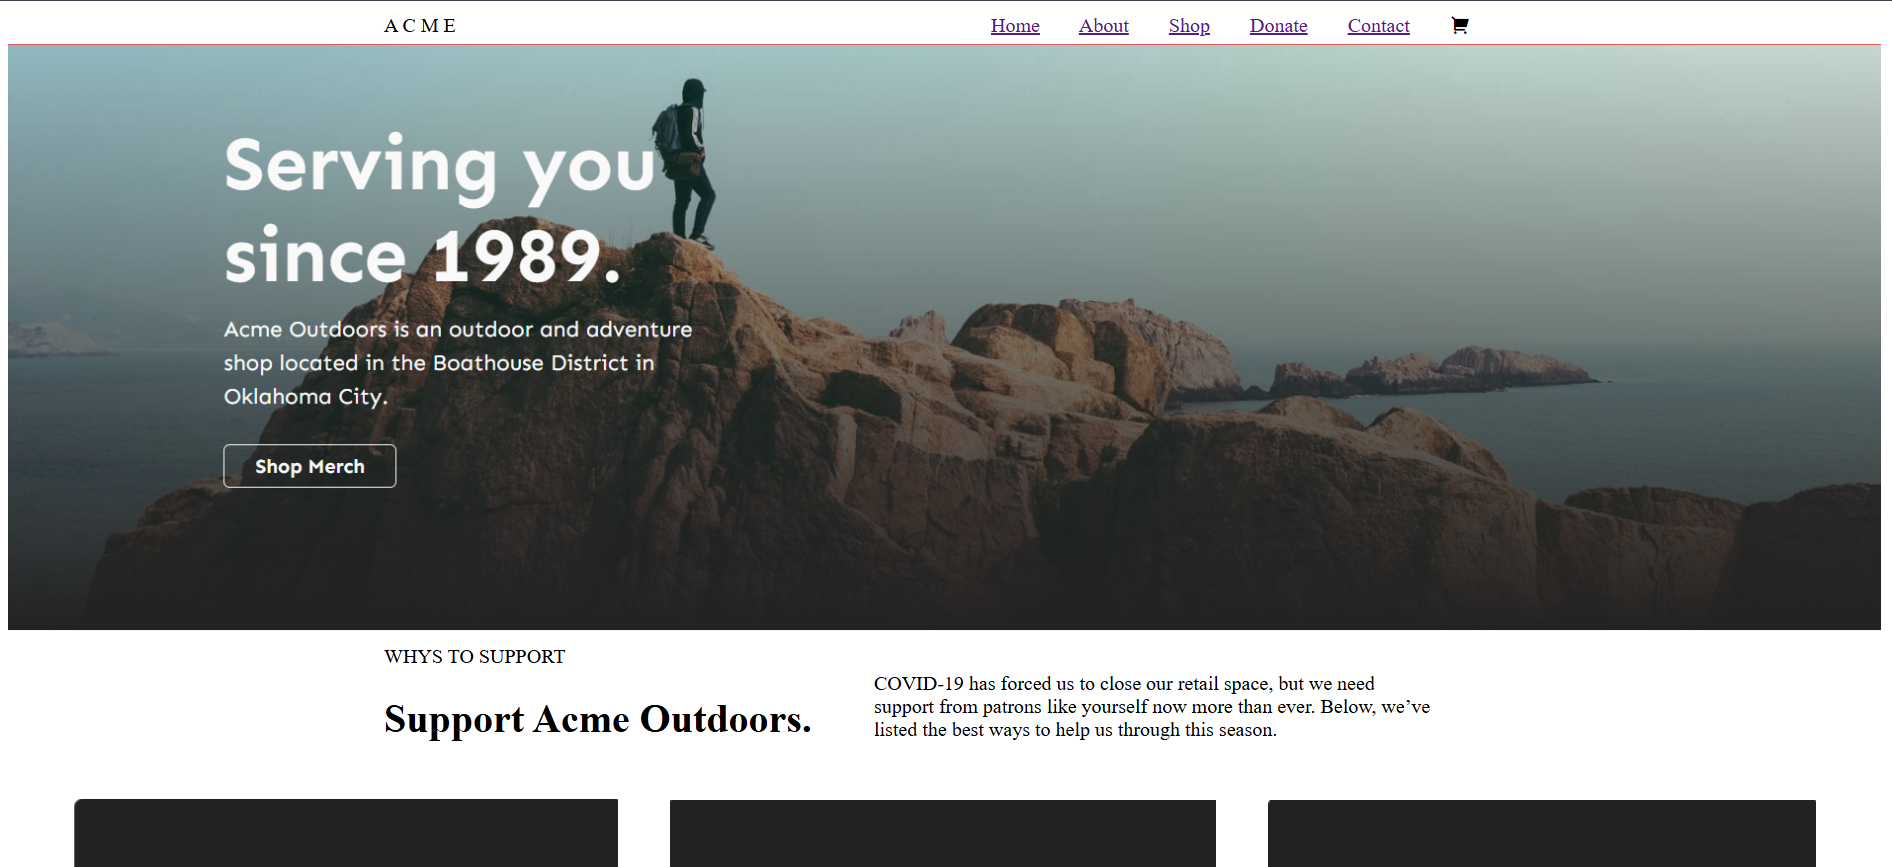 ACME
Home About Shop Donate Contact
Serving you
since 1989.
Acme Outdoors is an outdoor and adventure
shop located in the Boathouse District in
Oklahoma City.
Shop Merch
WHYS TO SUPPORT
Support Acme Outdoors.
COVID-19 has forced us to close our retail space, but we need
support from patrons like yourself now more than ever. Below, we’ve
listed the best ways to help us through this season.